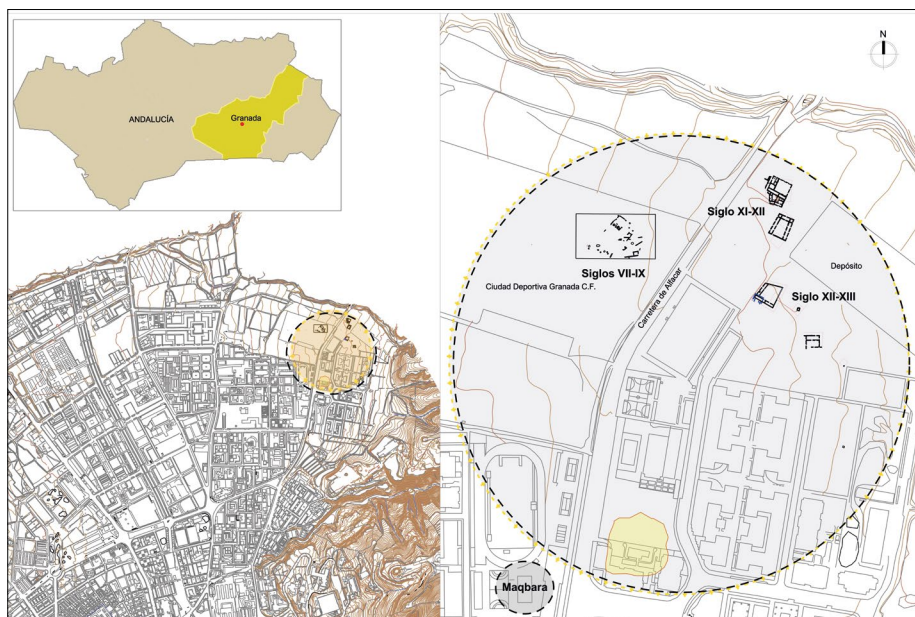 ANDALUCÍA
Granada
N
Siglo XI-XII
Siglos VII-IX
Ciudad Deportiva Granada C.F.
Carretera de Alfacar
Depósito
Siglo XII-XIII
Maqbara